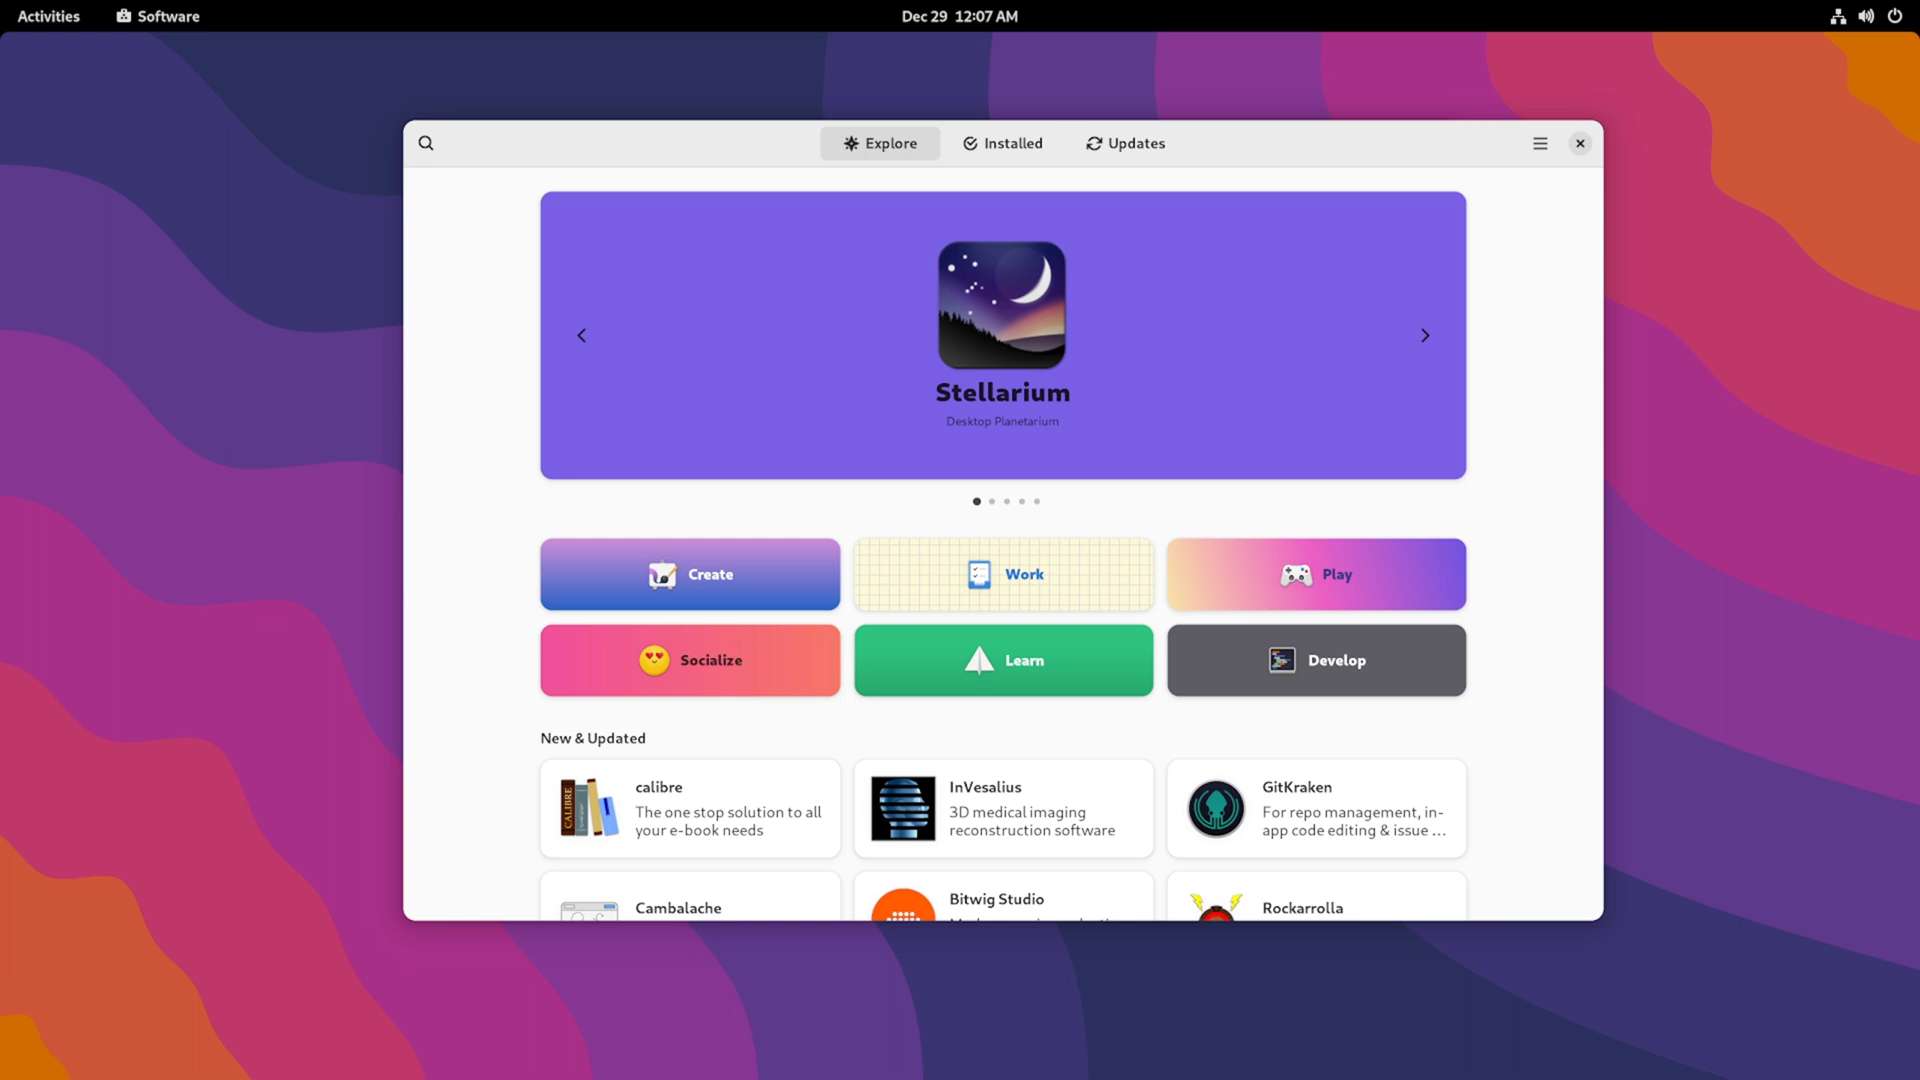 Activities Software Dec 29 12:07 AM
Explore Installed Updates
Stellarium
Desktop Planetarium
Create Work Play
Socialize Learn Develop
New & Updated
calibre
The one stop solution to all
your e-book needs
InVesalius
3D medical imaging
reconstruction software
GitKraken
For repo management, in-
app code editing & issue ...
CALIBRE
Cambalache
Bitwig Studio
Rockarrolla